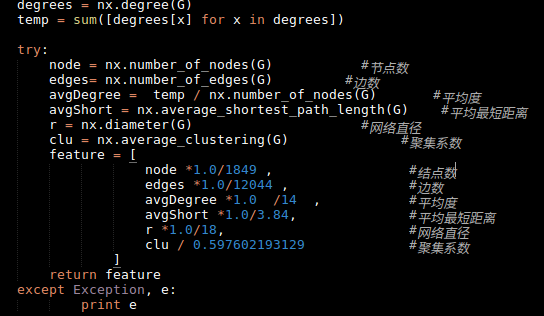 degrees = nx.degree(G)
temp = sum([degrees[x] for x in degrees])
try:
node = nx.number_of_nodes(G) #节点数
edges= nx.number_of_edges(G) #边数
avgDegree = temp / nx.number_of_nodes(G) #平均度
avgShort = nx.average_shortest_path_length(G) #平均最短距离
r = nx.diameter(G) #网络直径
clu = nx.average_clustering(G) #聚集系数
feature = [
node *1.0/1849 , #结点数
edges *1.0/12044 , #边数
avgDegree *1.0 /14 , #平均度
avgShort *1.0/3.84, #平均最短距离
r *1.0/18, #网络直径
clu / 0.597602193129 #聚集系数
]
return feature
except Exception, e:
print e